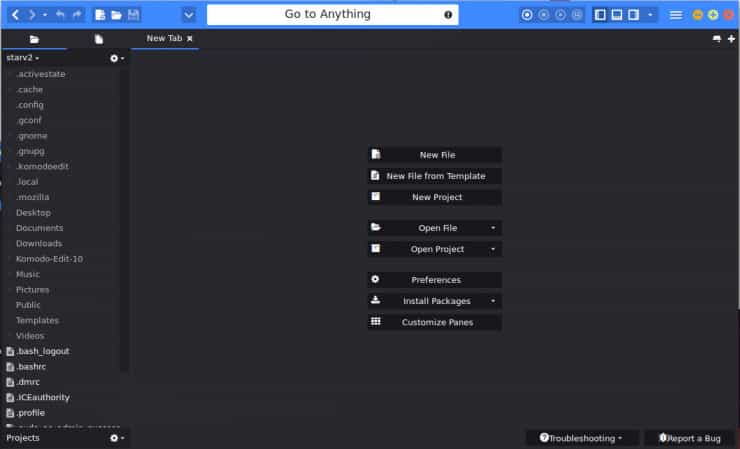 Go to Anything
New Tab
starv2
.activestate
.cache
.config
.gconf
.gnome
.gnupg
.komodoedit
.local
.mozilla
Desktop
Documents
Downloads
Komodo-Edit-10
Music
Pictures
Public
Templates
Videos
.bash_logout
.bashrc
.dmrc
.ICEauthority
.profile
Projects
New File
New File from Template
New Project
Open File
Open Project
Preferences
Install Packages
Customize Panes
Troubleshooting
Report a Bug